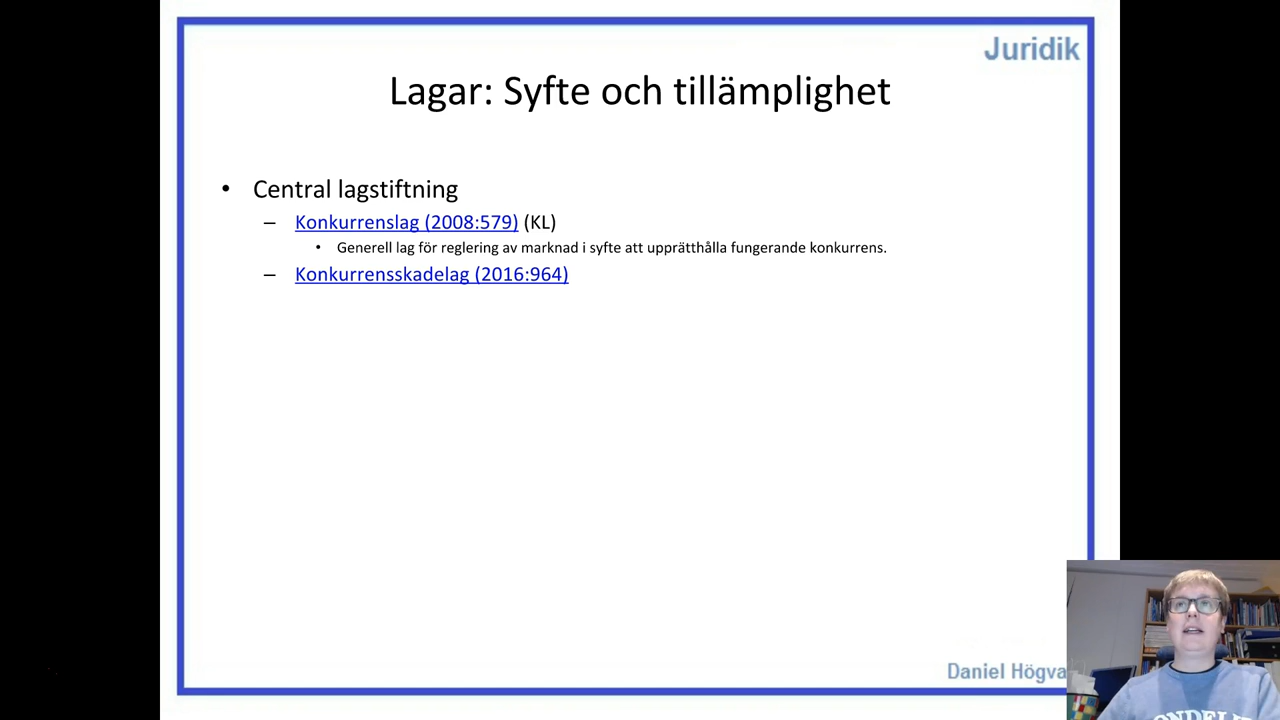 Juridik
Lagar: Syfte och tillämplighet
• Central lagstiftning
– Konkurrenslag (2008:579) (KL)
• Generell lag för reglering av marknad i syfte att upprätthålla fungerande konkurrens.
– Konkurrensskadelag (2016:964)
Daniel